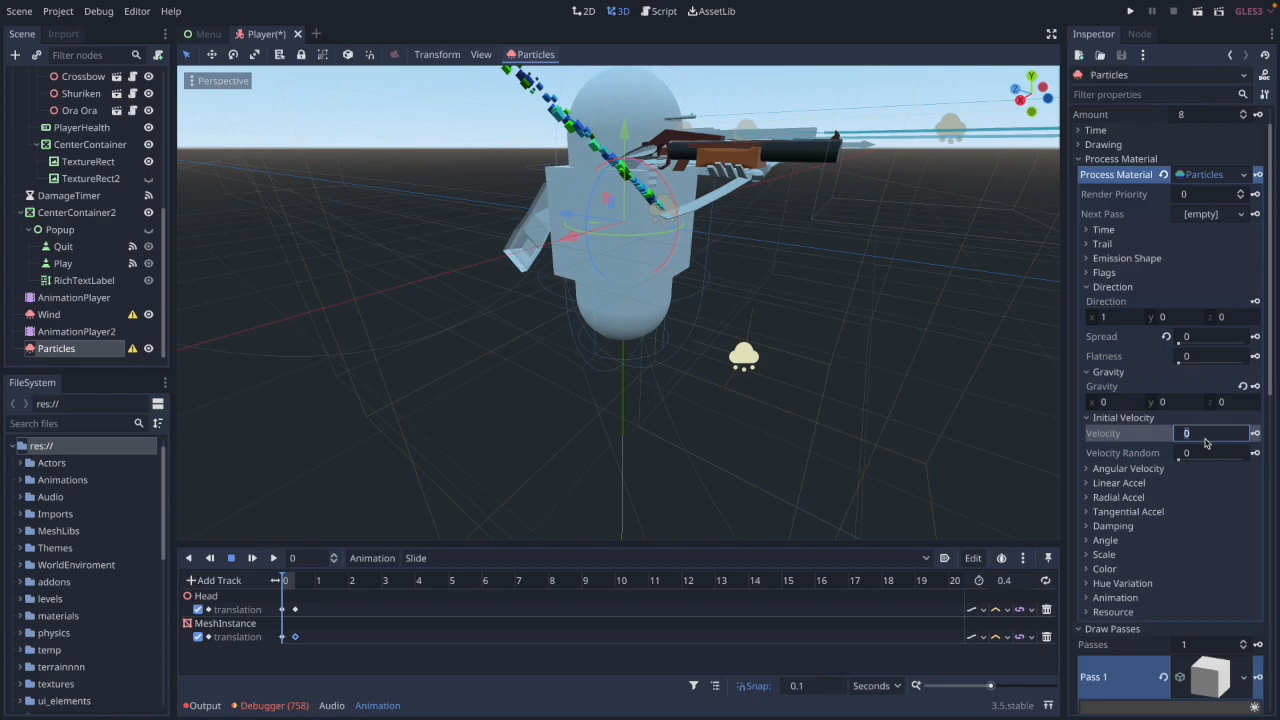 Scene Project Debug Editor Help
2D 3D Script AssetLib
GLES3
Scene Import
Filter nodes
Crossbow
Shuriken
Ora Ora
PlayerHealth
CenterContainer
TextureRect
TextureRect2
DamageTimer
CenterContainer2
Popup
Quit
Play
RichTextLabel
AnimationPlayer
Wind
AnimationPlayer2
Particles
FileSystem
res://
Search files
res://
Actors
Animations
Audio
Imports
MeshLibs
Themes
WorldEnviroment
addons
levels
materials
physics
temp
terrainnnn
textures
ui_elements
Menu Player(*)
Transform View Particles
Perspective
Y
Z
X
0 Animation Slide Edit
Add Track 0 1 2 3 4 5 6 7 8 9 10 11 12 13 14 15 16 17 18 19 20 0.4
Head
translation
MeshInstance
translation
Snap: 0.1 Seconds
Output Debugger (758) Audio Animation 3.5.stable
Inspector Node
Particles
Filter properties
Amount 8
Time
Drawing
Process Material
Process Material Particles
Render Priority 0
Next Pass [empty]
Time
Trail
Emission Shape
Flags
Direction
Direction
x 1 y 0 z 0
Spread 0
Flatness 0
Gravity
Gravity
x 0 y 0 z 0
Initial Velocity
Velocity 0
Velocity Random 0
Angular Velocity
Linear Accel
Radial Accel
Tangential Accel
Damping
Angle
Scale
Color
Hue Variation
Animation
Resource
Draw Passes
Passes 1
Pass 1